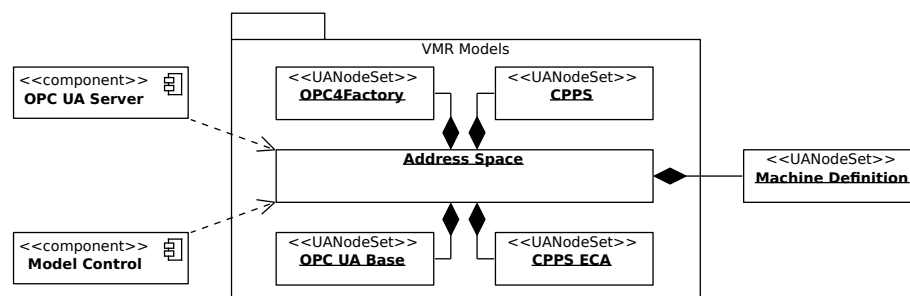 VMR Models
<<component>>
OPC UA Server
<<UANodeSet>>
OPC4Factory
<<UANodeSet>>
CPPS
Address Space
<<UANodeSet>>
Machine Definition
<<component>>
Model Control
<<UANodeSet>>
OPC UA Base
<<UANodeSet>>
CPPS ECA